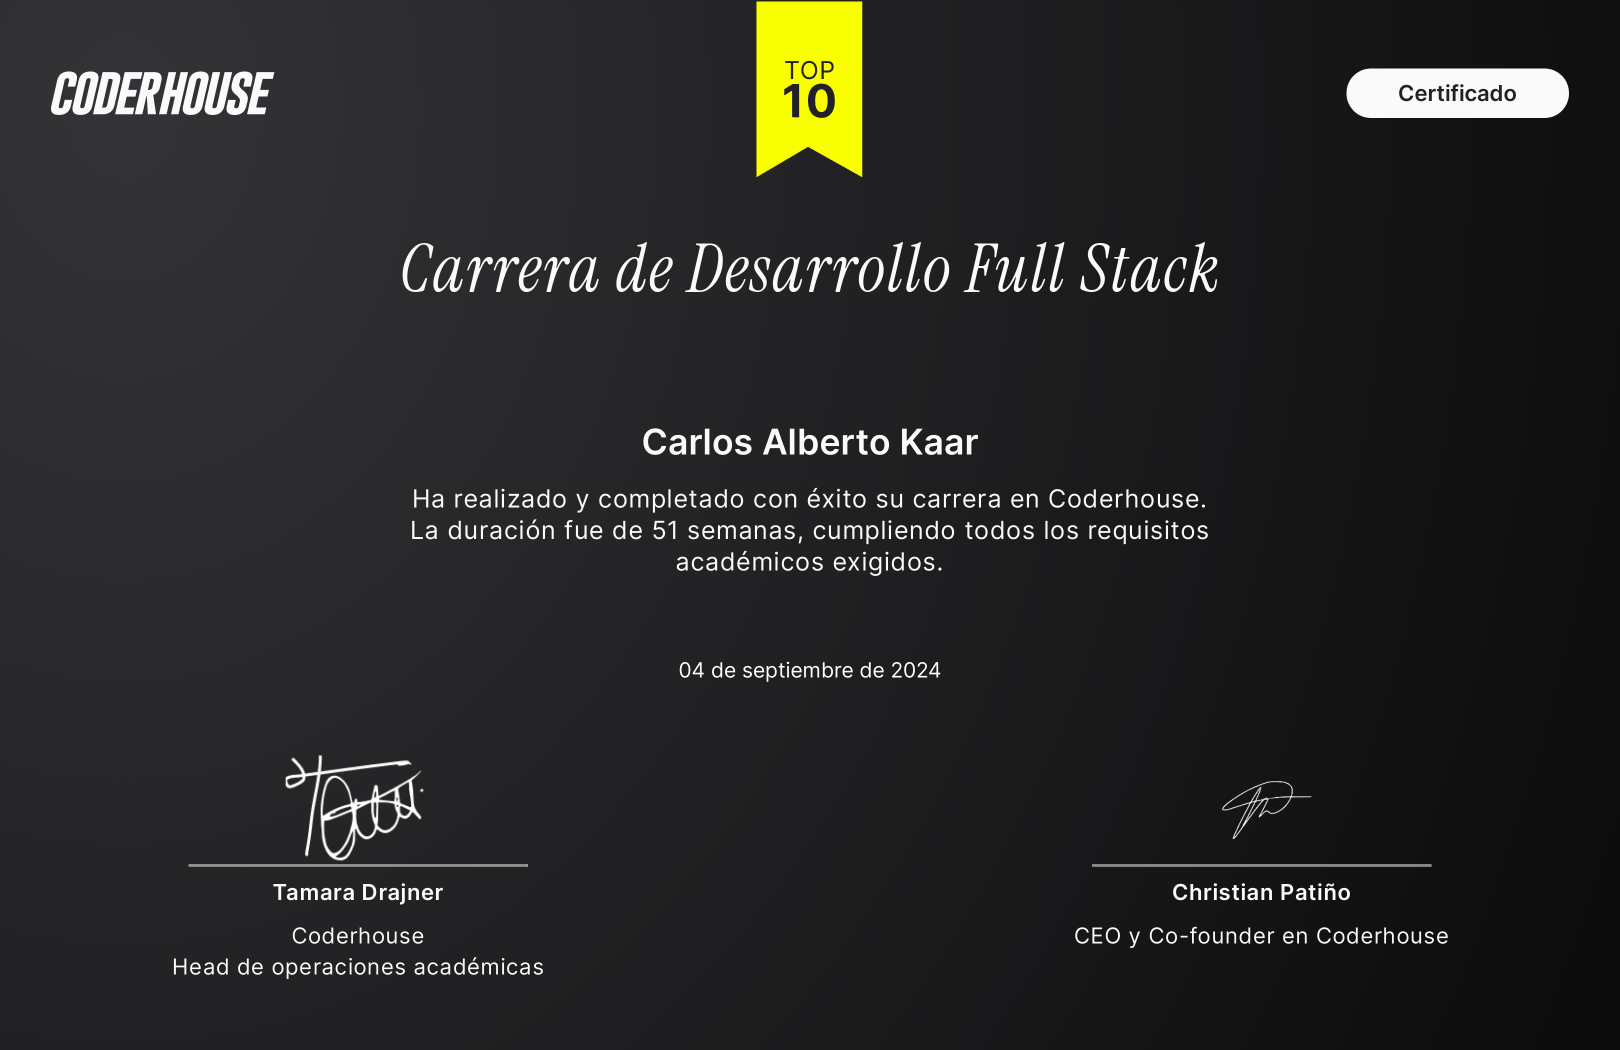 CODERHOUSE
TOP
10
Certificado
Carrera de Desarrollo Full Stack
Carlos Alberto Kaar
Ha realizado y completado con éxito su carrera en Coderhouse.
La duración fue de 51 semanas, cumpliendo todos los requisitos
académicos exigidos.
04 de septiembre de 2024
Tamara Drajner
Coderhouse
Head de operaciones académicas
Christian Patiño
CEO y Co-founder en Coderhouse